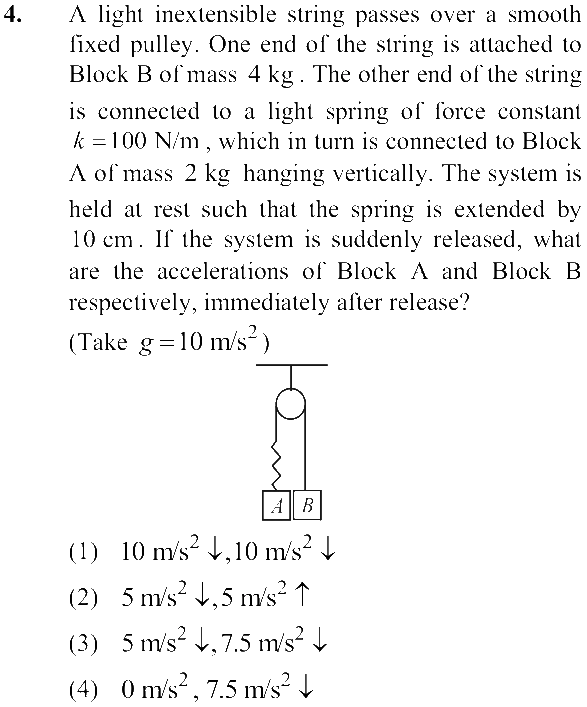 4. A light inextensible string passes over a smooth
fixed pulley. One end of the string is attached to
Block B of mass 4 kg . The other end of the string
is connected to a light spring of force constant
k = 100 N/m , which in turn is connected to Block
A of mass 2 kg hanging vertically. The system is
held at rest such that the spring is extended by
10 cm . If the system is suddenly released, what
are the accelerations of Block A and Block B
respectively, immediately after release?
(Take g = 10 m/s² )
A B
(1) 10 m/s² ↓, 10 m/s² ↓
(2) 5 m/s² ↓, 5 m/s² ↑
(3) 5 m/s² ↓, 7.5 m/s² ↓
(4) 0 m/s² , 7.5 m/s² ↓